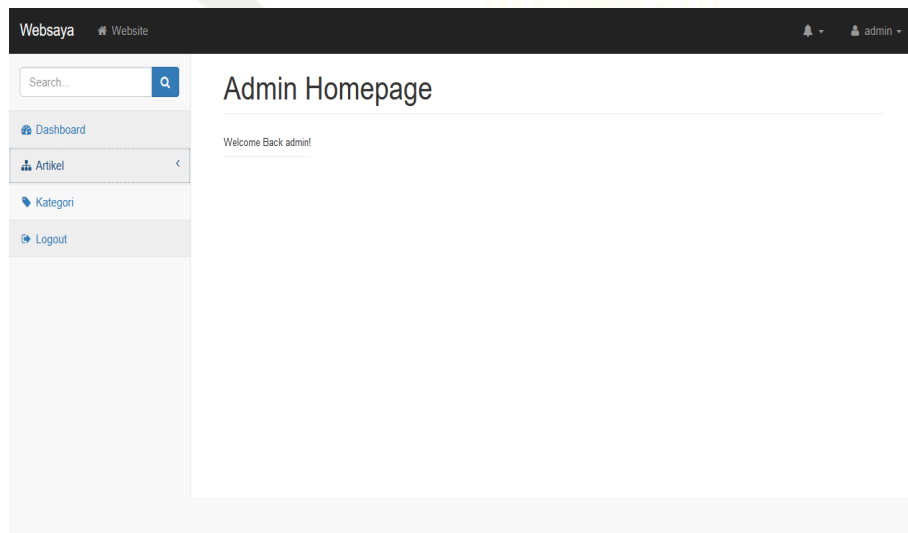 Websaya Website admin
Search...
Admin Homepage
Dashboard
Welcome Back admin!
Artikel
Kategori
Logout